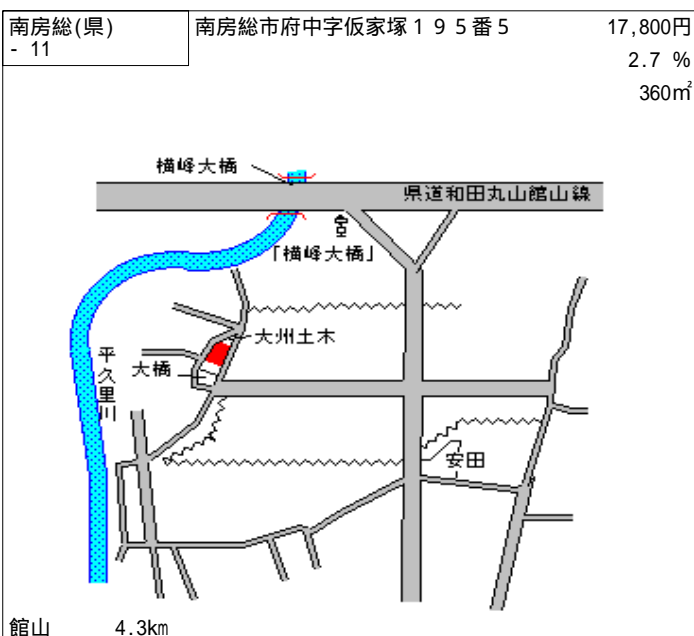 南房総(県)
- 11
南房総市府中字仮家塚１９５番５
17,800円
2.7 %
360㎡
横峰大橋
県道和田丸山館山線
「横峰大橋」
大州土木
平久里川
大橋
安田
館山 4.3㎞